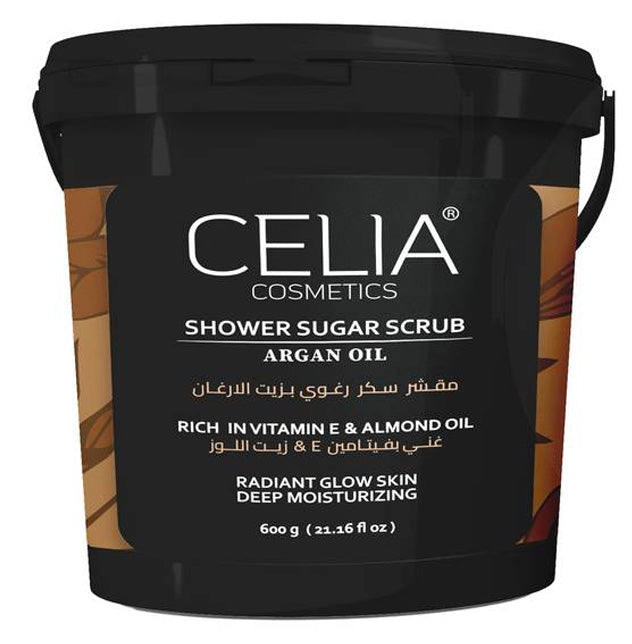 CELIA®
COSMETICS
SHOWER SUGAR SCRUB
ARGAN OIL
مقشر سكر رغوي بزيت الارغان
RICH IN VITAMIN E & ALMOND OIL
غني بفيتامين E & زيت اللوز
RADIANT GLOW SKIN
DEEP MOISTURIZING
600 g ( 21.16 fl oz )